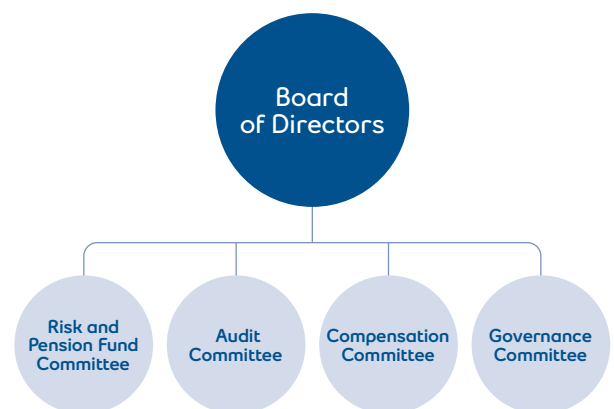 Board
of Directors
Risk and
Pension Fund
Committee
Audit
Committee
Compensation
Committee
Governance
Committee